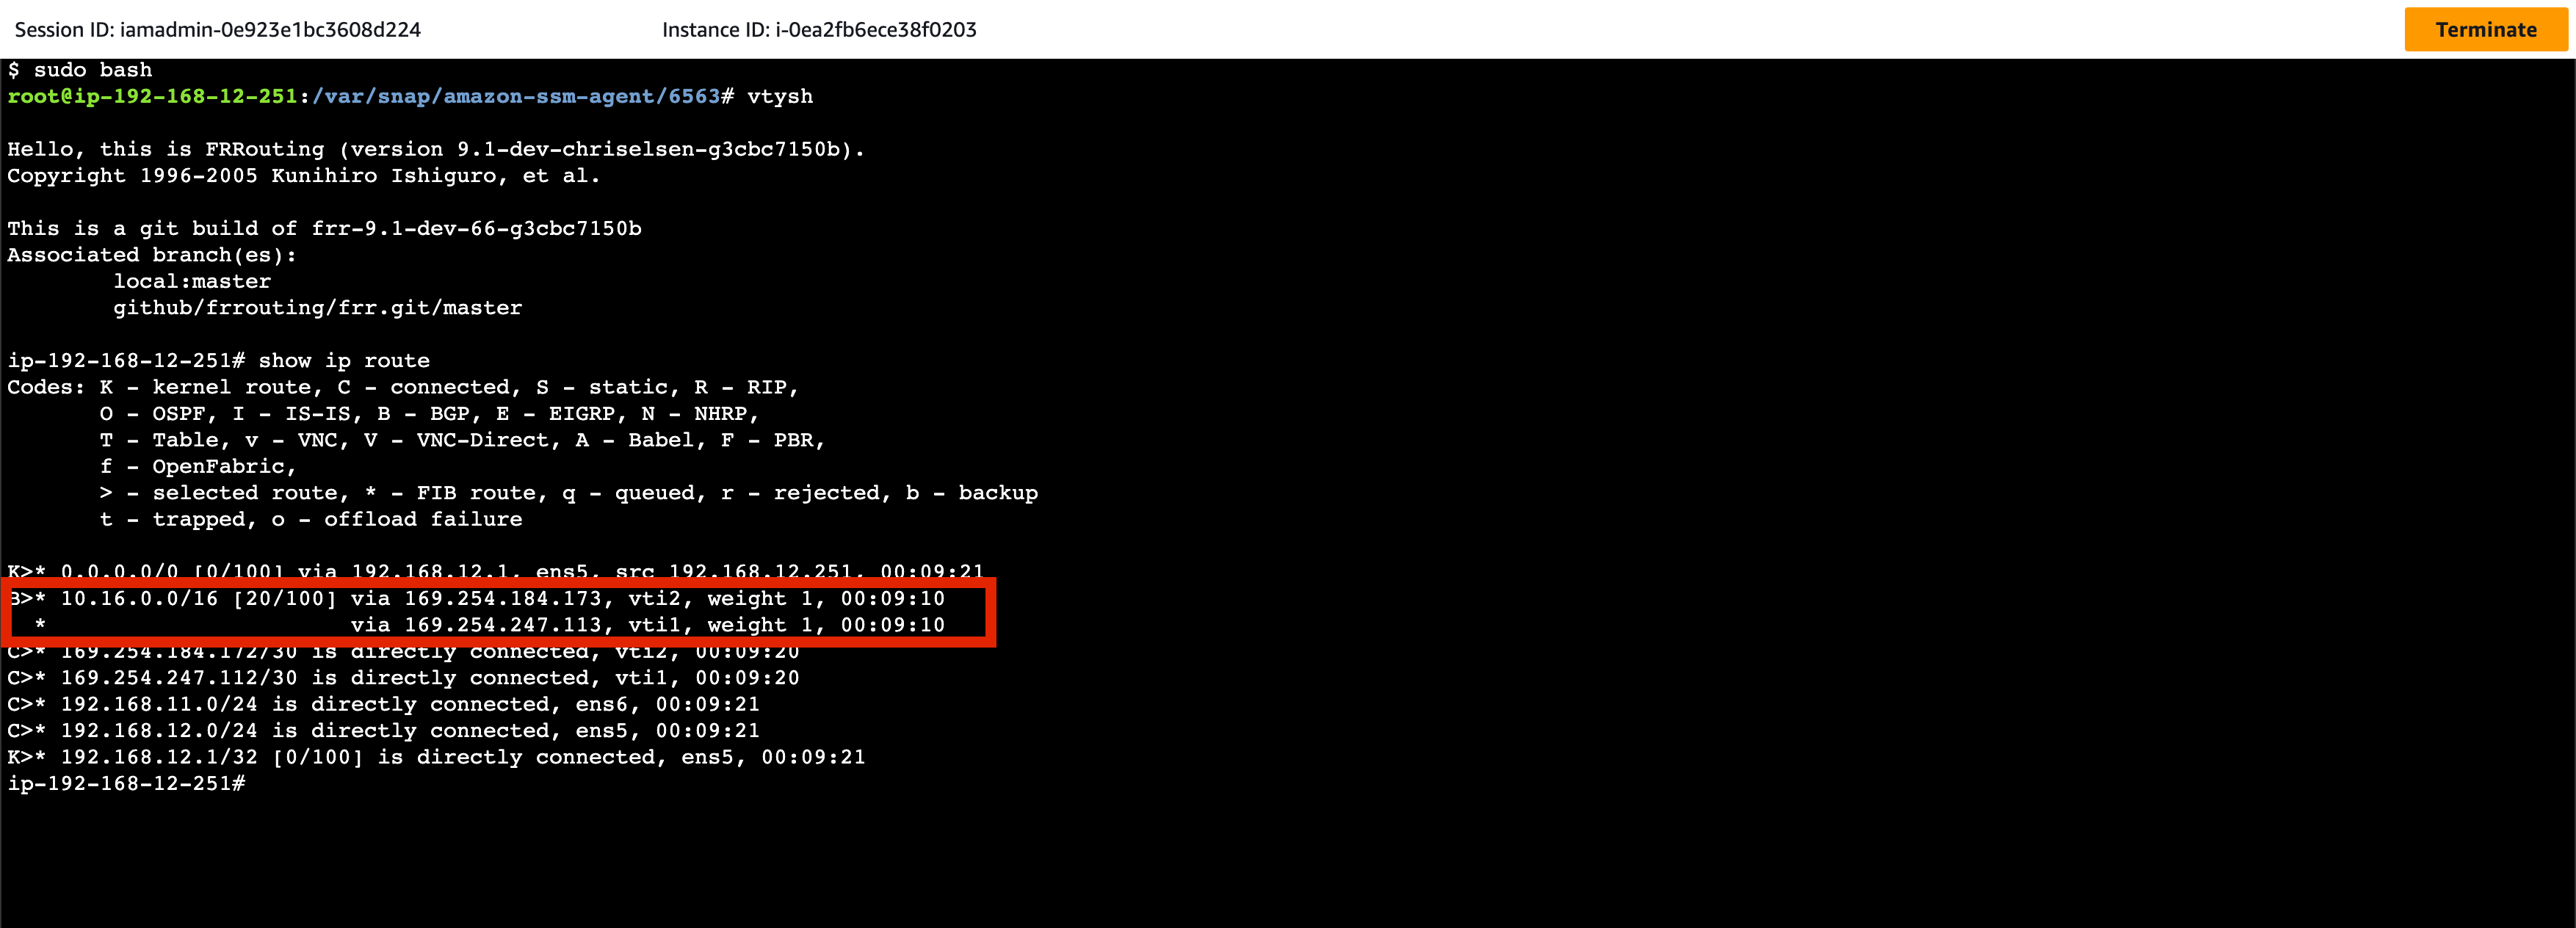 Session ID: iamadmin-0e923e1bc3608d224 Instance ID: i-0ea2fb6ece38f0203 Terminate
$ sudo bash
root@ip-192-168-12-251:/var/snap/amazon-ssm-agent/6563# vtysh
Hello, this is FRRouting (version 9.1-dev-chriselsen-g3cbc7150b).
Copyright 1996-2005 Kunihiro Ishiguro, et al.
This is a git build of frr-9.1-dev-66-g3cbc7150b
Associated branch(es):
local:master
github/frrouting/frr.git/master
ip-192-168-12-251# show ip route
Codes: K - kernel route, C - connected, S - static, R - RIP,
O - OSPF, I - IS-IS, B - BGP, E - EIGRP, N - NHRP,
T - Table, v - VNC, V - VNC-Direct, A - Babel, F - PBR,
f - OpenFabric,
> - selected route, * - FIB route, q - queued, r - rejected, b - backup
t - trapped, o - offload failure
K>* 0.0.0.0/0 [0/100] via 192.168.12.1, ens5, src 192.168.12.251, 00:09:21
B>* 10.16.0.0/16 [20/100] via 169.254.184.173, vti2, weight 1, 00:09:10
* via 169.254.247.113, vti1, weight 1, 00:09:10
C>* 169.254.184.172/30 is directly connected, vti2, 00:09:20
C>* 169.254.247.112/30 is directly connected, vti1, 00:09:20
C>* 192.168.11.0/24 is directly connected, ens6, 00:09:21
C>* 192.168.12.0/24 is directly connected, ens5, 00:09:21
K>* 192.168.12.1/32 [0/100] is directly connected, ens5, 00:09:21
ip-192-168-12-251#